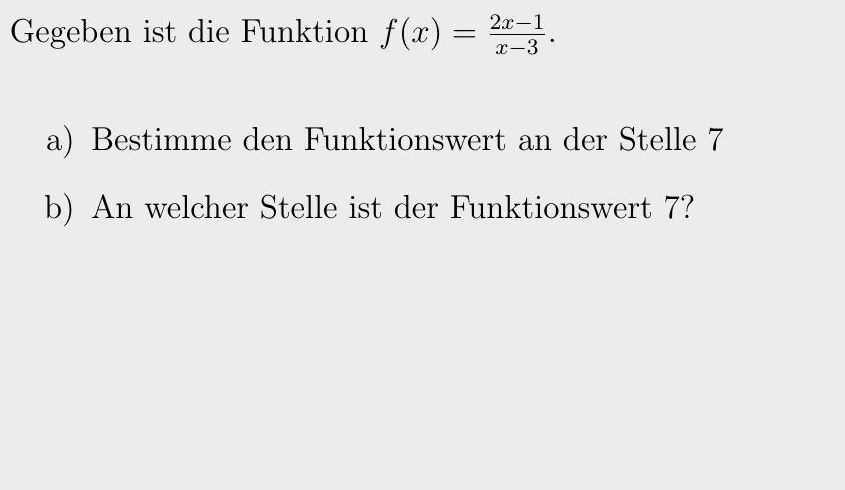 Gegeben ist die Funktion f(x) = \frac{2x-1}{x-3}.
a) Bestimme den Funktionswert an der Stelle 7
b) An welcher Stelle ist der Funktionswert 7?